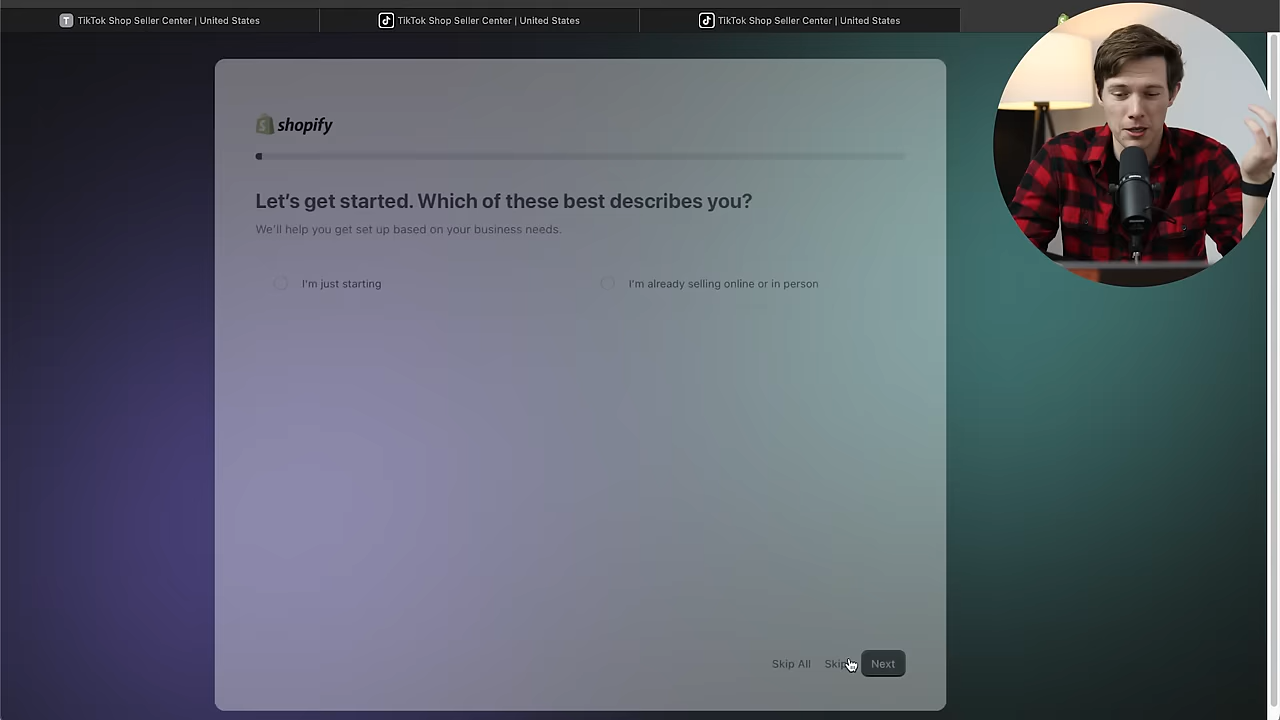 TikTok Shop Seller Center | United States
TikTok Shop Seller Center | United States
TikTok Shop Seller Center | United States
shopify
Let's get started. Which of these best describes you?
We'll help you get set up based on your business needs.
I'm just starting
I'm already selling online or in person
Skip All
Skip
Next